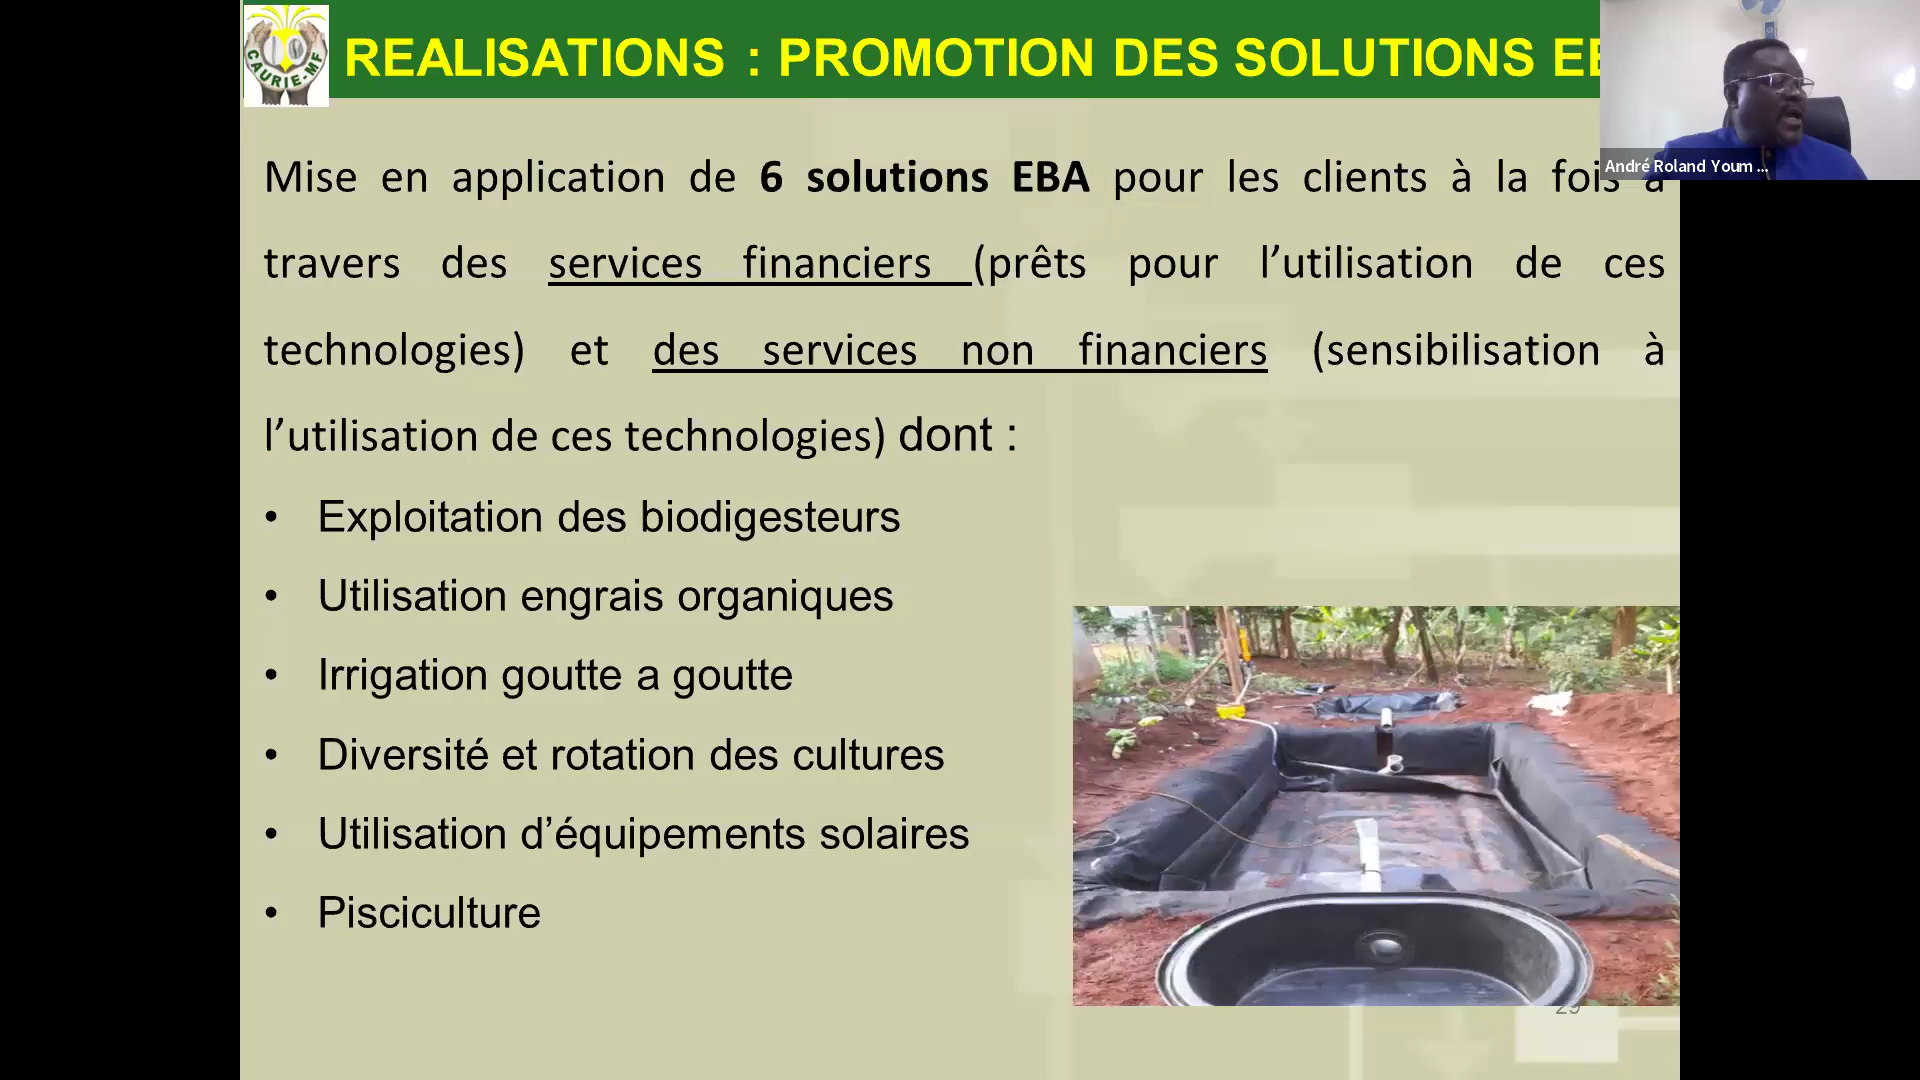 CAURIE-MF
REALISATIONS : PROMOTION DES SOLUTIONS
André Roland Youm ...
Mise en application de 6 solutions EBA pour les clients à la fois à
travers des services financiers (prêts pour l’utilisation de ces
technologies) et des services non financiers (sensibilisation à
l’utilisation de ces technologies) dont :
• Exploitation des biodigesteurs
• Utilisation engrais organiques
• Irrigation goutte a goutte
• Diversité et rotation des cultures
• Utilisation d’équipements solaires
• Pisciculture
29